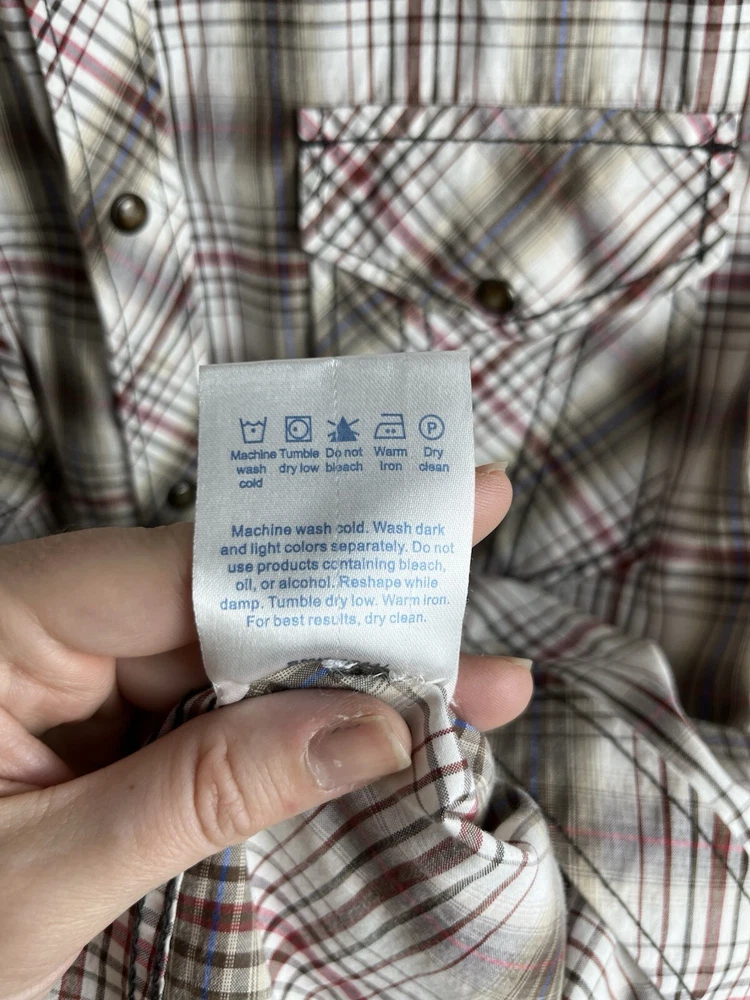 P
Machine Tumble Do not Warm Dry
wash dry low bleach Iron clean
cold
Machine wash cold. Wash dark
and light colors separately. Do not
use products containing bleach,
oil, or alcohol. Reshape while
damp. Tumble dry low. Warm iron.
For best results, dry clean.